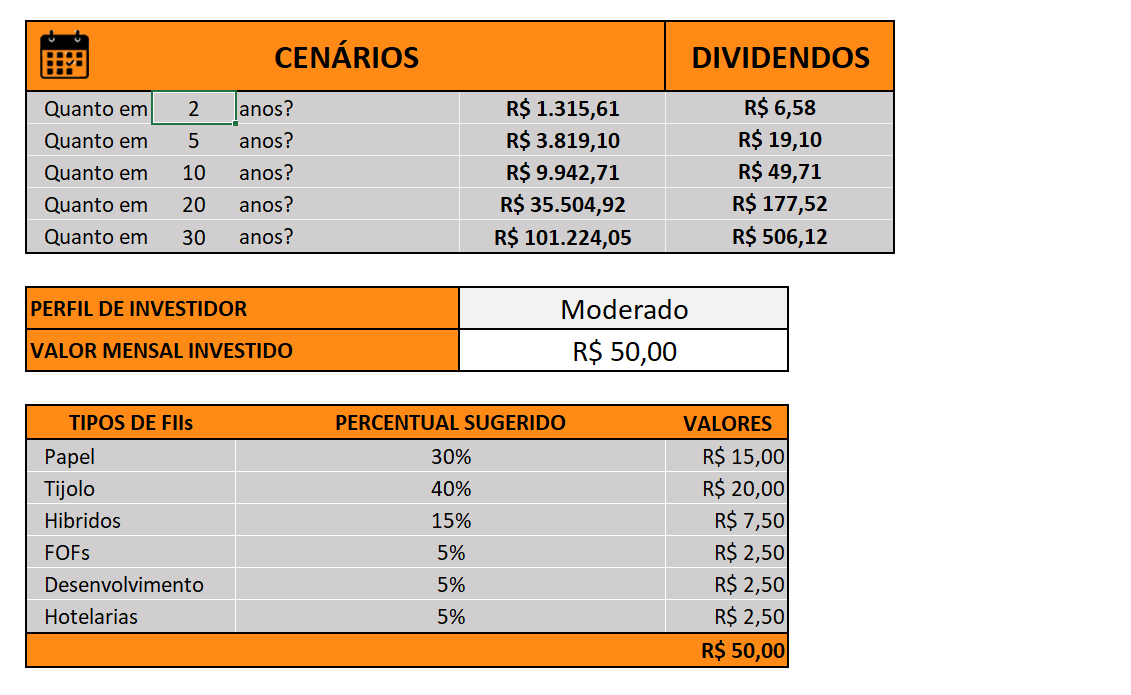 CENÁRIOS DIVIDENDOS
Quanto em 2 anos? R$ 1.315,61 R$ 6,58
Quanto em 5 anos? R$ 3.819,10 R$ 19,10
Quanto em 10 anos? R$ 9.942,71 R$ 49,71
Quanto em 20 anos? R$ 35.504,92 R$ 177,52
Quanto em 30 anos? R$ 101.224,05 R$ 506,12
PERFIL DE INVESTIDOR Moderado
VALOR MENSAL INVESTIDO R$ 50,00
TIPOS DE FIIs PERCENTUAL SUGERIDO VALORES
Papel 30% R$ 15,00
Tijolo 40% R$ 20,00
Hibridos 15% R$ 7,50
FOFs 5% R$ 2,50
Desenvolvimento 5% R$ 2,50
Hotelarias 5% R$ 2,50
R$ 50,00